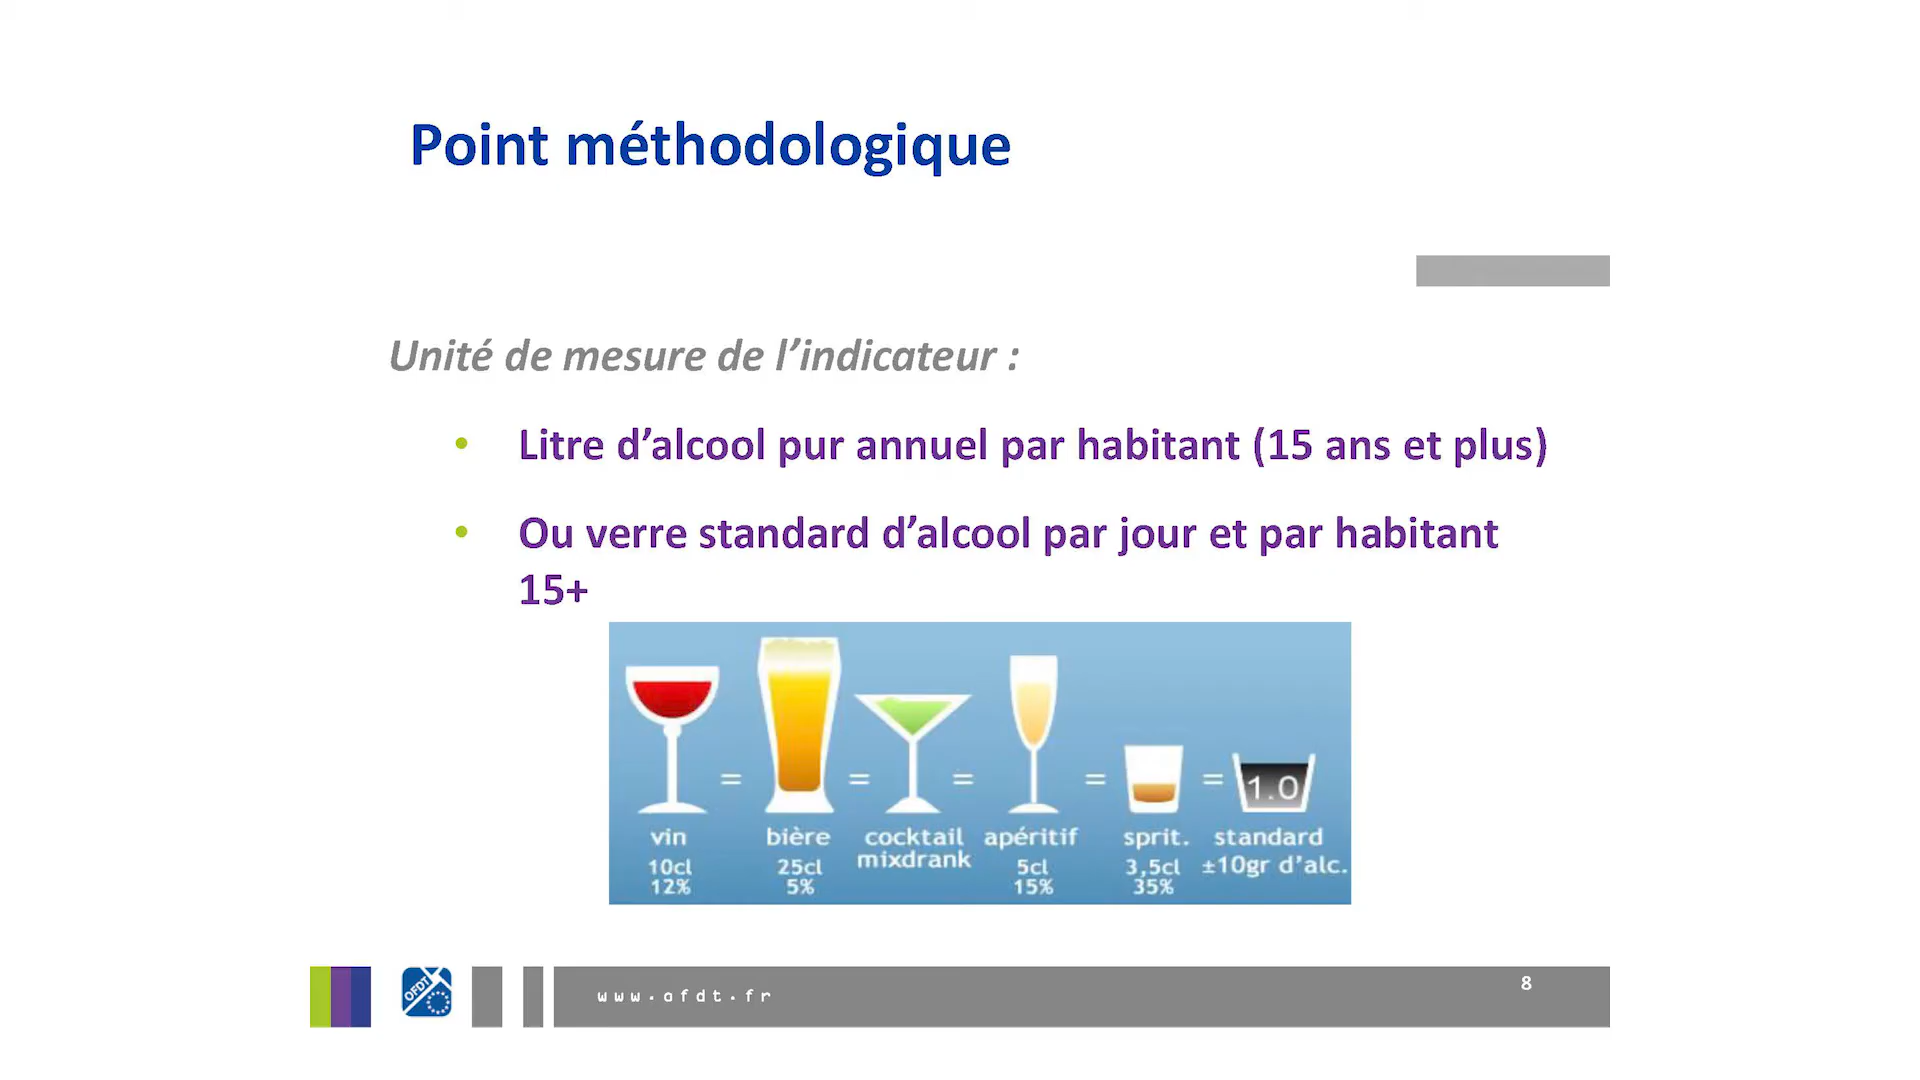 Point méthodologique
Unité de mesure de l’indicateur :
• Litre d’alcool pur annuel par habitant (15 ans et plus)
• Ou verre standard d’alcool par jour et par habitant
15+
= = = = = 1.0
vin bière cocktail apéritif sprit. standard
mixdrank
10cl 25cl 5cl 3,5cl ±10gr d’alc.
12% 5% 15% 35%
OFDT
www.ofdt.fr
8